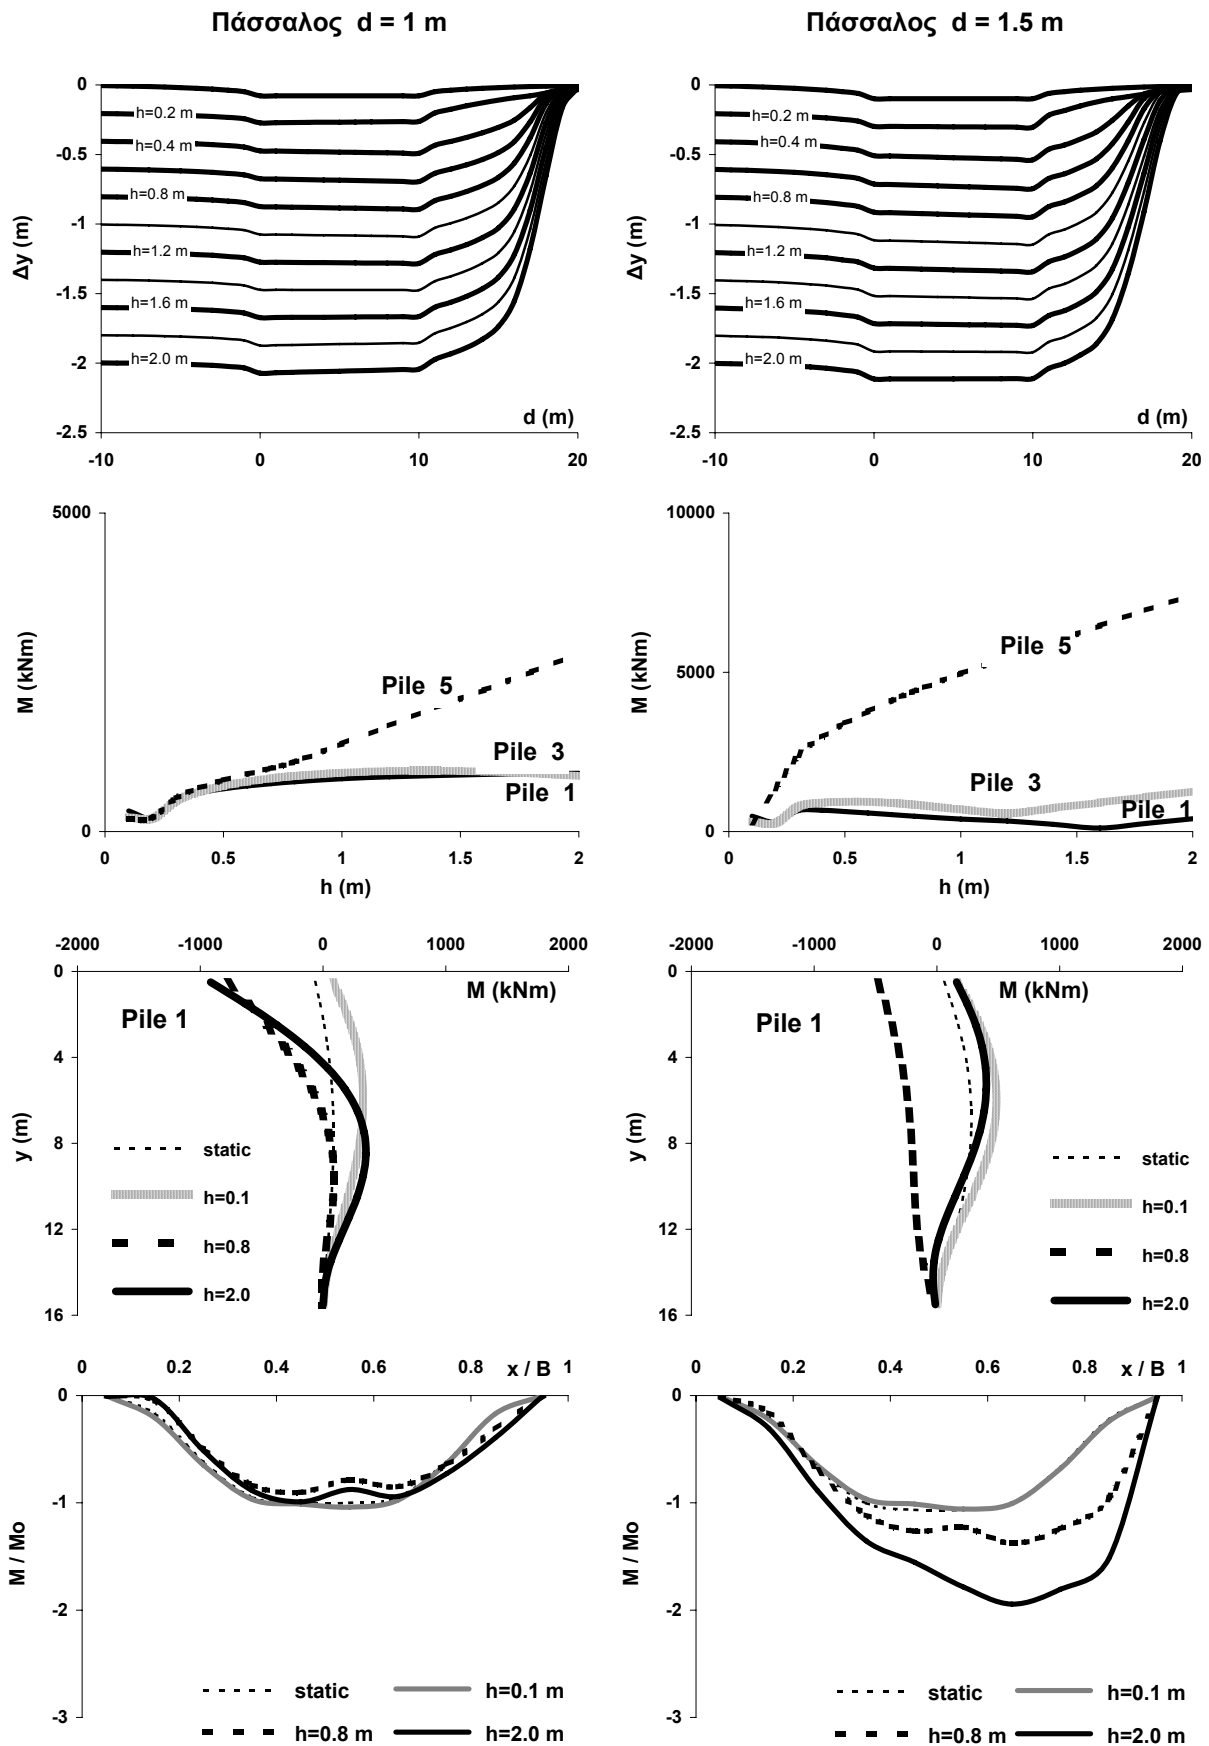 Πάσσαλος d = 1 m
Πάσσαλος d = 1.5 m
0
-0.5
-1
-1.5
-2
-2.5
Δy (m)
h=0.2 m
h=0.4 m
h=0.8 m
h=1.2 m
h=1.6 m
h=2.0 m
d (m)
-10
0
10
20
0
-0.5
-1
-1.5
-2
-2.5
Δy (m)
h=0.2 m
h=0.4 m
h=0.8 m
h=1.2 m
h=1.6 m
h=2.0 m
d (m)
-10
0
10
20
5000
0
M (kNm)
Pile 5
Pile 3
Pile 1
0
0.5
1
1.5
2
h (m)
10000
5000
0
M (kNm)
Pile 5
Pile 3
Pile 1
0
0.5
1
1.5
2
h (m)
-2000
-1000
0
1000
2000
M (kNm)
0
4
8
12
16
y (m)
Pile 1
static
h=0.1
h=0.8
h=2.0
-2000
-1000
0
1000
2000
M (kNm)
0
4
8
12
16
y (m)
Pile 1
static
h=0.1
h=0.8
h=2.0
0
0.2
0.4
0.6
0.8
x / B
1
0
-1
-2
-3
M / Mo
static
h=0.1 m
h=0.8 m
h=2.0 m
0
0.2
0.4
0.6
0.8
x / B
1
0
-1
-2
-3
M / Mo
static
h=0.1 m
h=0.8 m
h=2.0 m